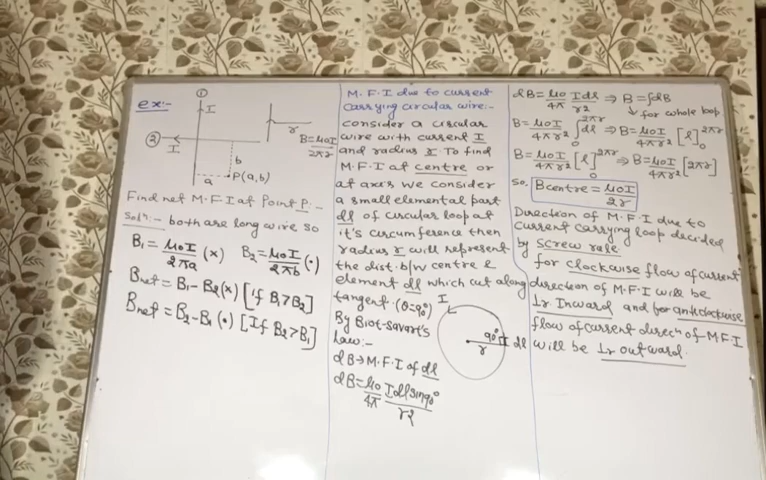 ex:-
①
I
②
I
r
B=μ₀I/2πr
b
a
P(a,b)
Find net M.F.I at Point P.-
Solⁿ:- both are long wire so
B₁ = μ₀I/2πa (×) B₂ = μ₀I/2πb (•)
Bnet = B₁-B₂(×) [if B₁>B₂]
Bnet = B₂-B₁(•) [If B₂>B₁]
M.F.I due to current
carrying circular wire:-
consider a circular
wire with current I
and radius r. To find
M.F.I at centre or
at axis we consider
a small elemental part
dl of circular loop at
it's circumference then
radius r will represent
the dist. b/w centre &
element dl which cut along
tangent. (θ=90°)
By Biot-savart's
Law:-
dB→M.F.I of dl
dB = μ₀/4π Idl sin90°/r²
I
90°
r
I dl
dB = μ₀/4π Idl/r² ⇒ B = ∫dB
↓ for whole loop
B = μ₀I/4πr² ∫₀^2πr dl ⇒ B = μ₀I/4πr² [l]₀^2πr
B = μ₀I/4πr² [l]₀^2πr ⇒ B = μ₀I/4πr² [2πr]
so, Bcentre = μ₀I/2r
Direction of M.F.I due to
current carrying loop decided
by screw rule
for clockwise flow of current
direction of M.F.I will be
⊥r Inward and for anticlockwise
flow of current direcⁿ of MFI
will be ⊥r outward.